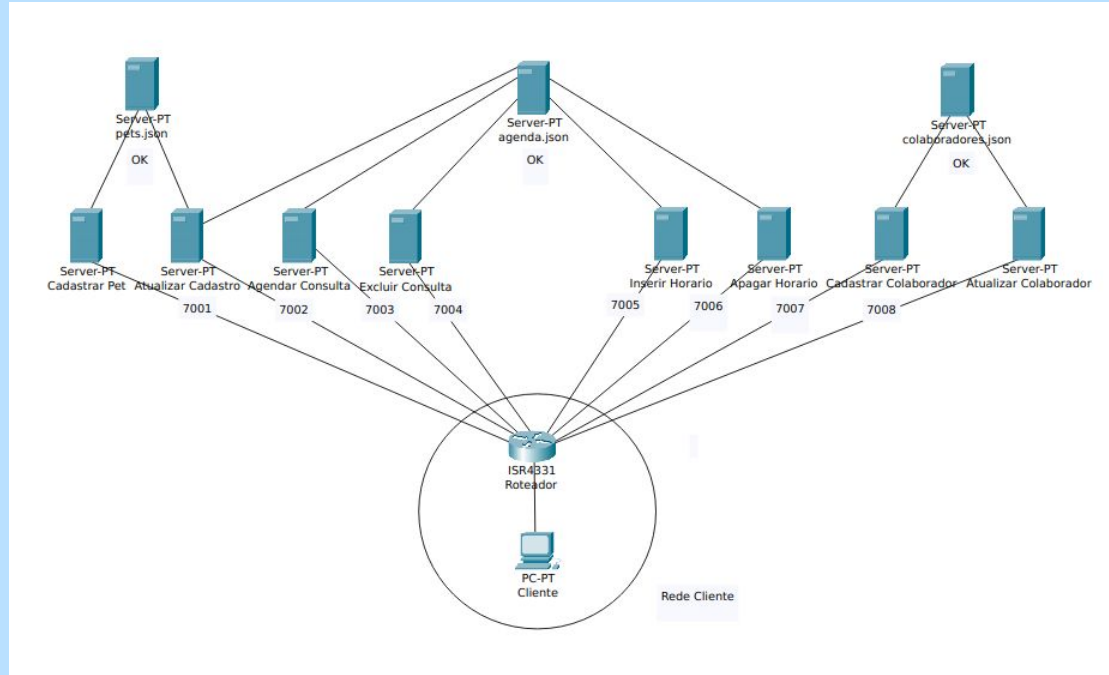 Server-PT
pets.json
OK
Server-PT
agenda.json
OK
Server-PT
colaboradores.json
OK
Server-PT
Cadastrar Pet
Server-PT
Atualizar Cadastro
Server-PT
Agendar Consulta
Server-PT
Excluir Consulta
Server-PT
Inserir Horario
Server-PT
Apagar Horario
Server-PT
Cadastrar Colaborador
Server-PT
Atualizar Colaborador
7001
7002
7003
7004
7005
7006
7007
7008
ISR4331
Roteador
PC-PT
Cliente
Rede Cliente